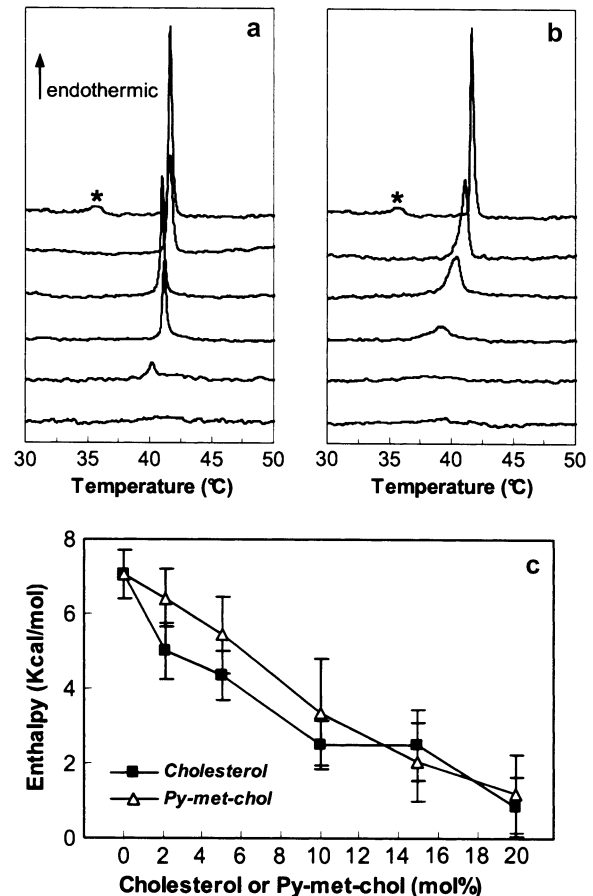 a
endothermic
*
30 35 40 45 50
Temperature (℃)
b
*
30 35 40 45 50
Temperature (℃)
c
8
6
4
2
0
Enthalpy (Kcal/mol)
Cholesterol
Py-met-chol
0 2 4 6 8 10 12 14 16 18 20
Cholesterol or Py-met-chol (mol%)